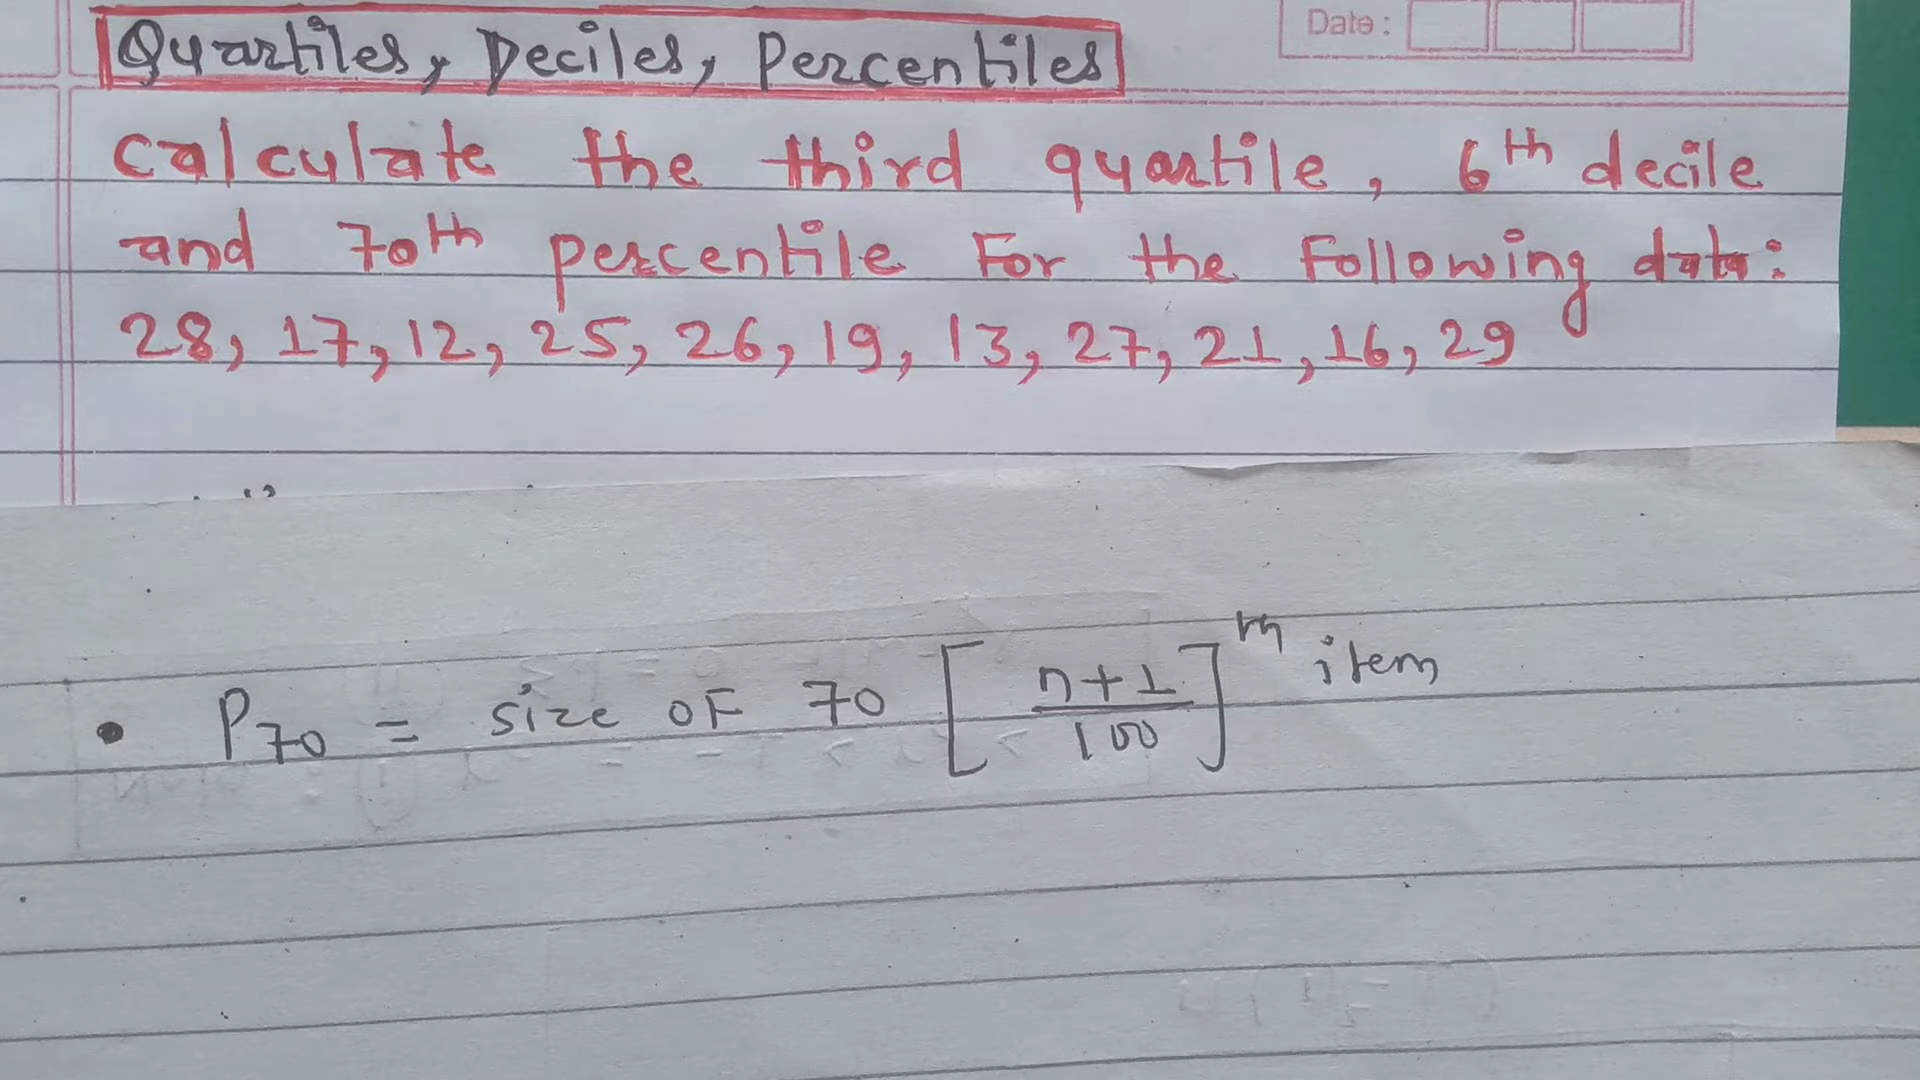 Date:
Quartiles, Deciles, Percentiles
calculate the third quartile, 6th decile
and 70th percentile For the Following data:
28, 17, 12, 25, 26, 19, 13, 27, 21, 16, 29
• P70 = size OF 70 [ n+1 / 100 ]th item